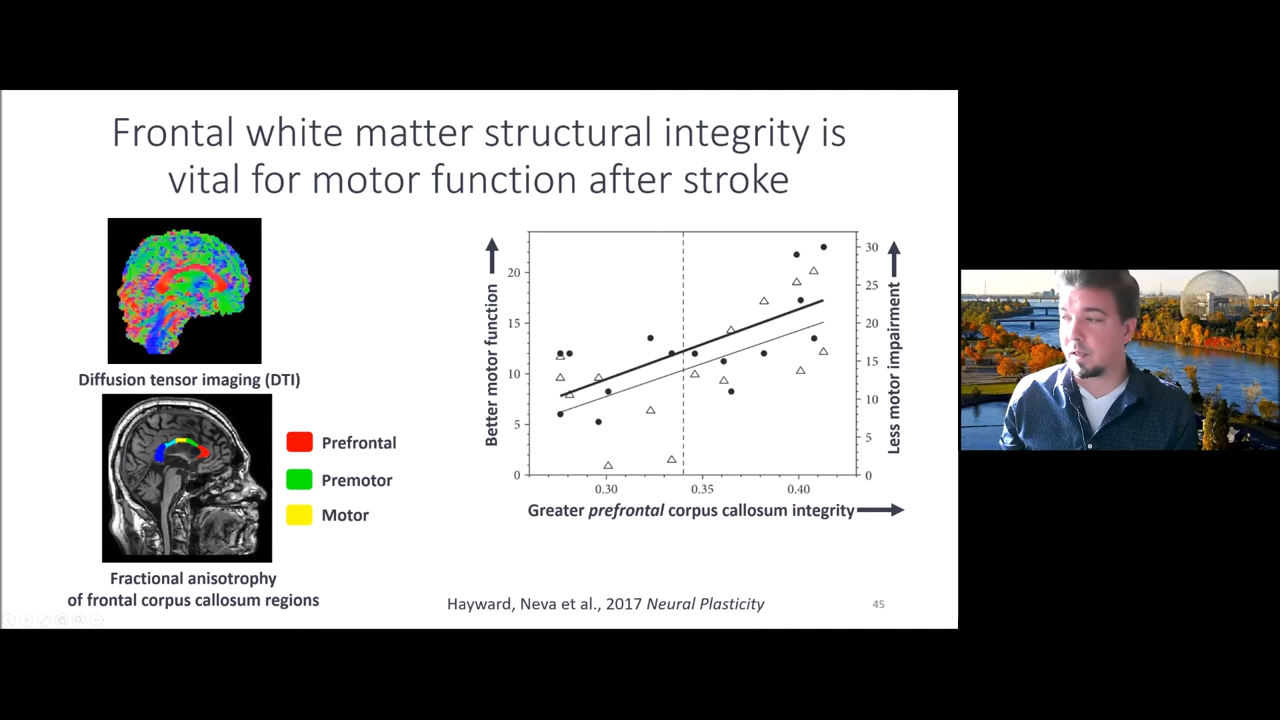 Frontal white matter structural integrity is
vital for motor function after stroke
Diffusion tensor imaging (DTI)
Prefrontal
Premotor
Motor
Fractional anisotropy
of frontal corpus callosum regions
Better motor function
20
15
10
5
0
30
25
20
15
10
5
0
Less motor impairment
0.30
0.35
0.40
Greater prefrontal corpus callosum integrity
Hayward, Neva et al., 2017 Neural Plasticity
45